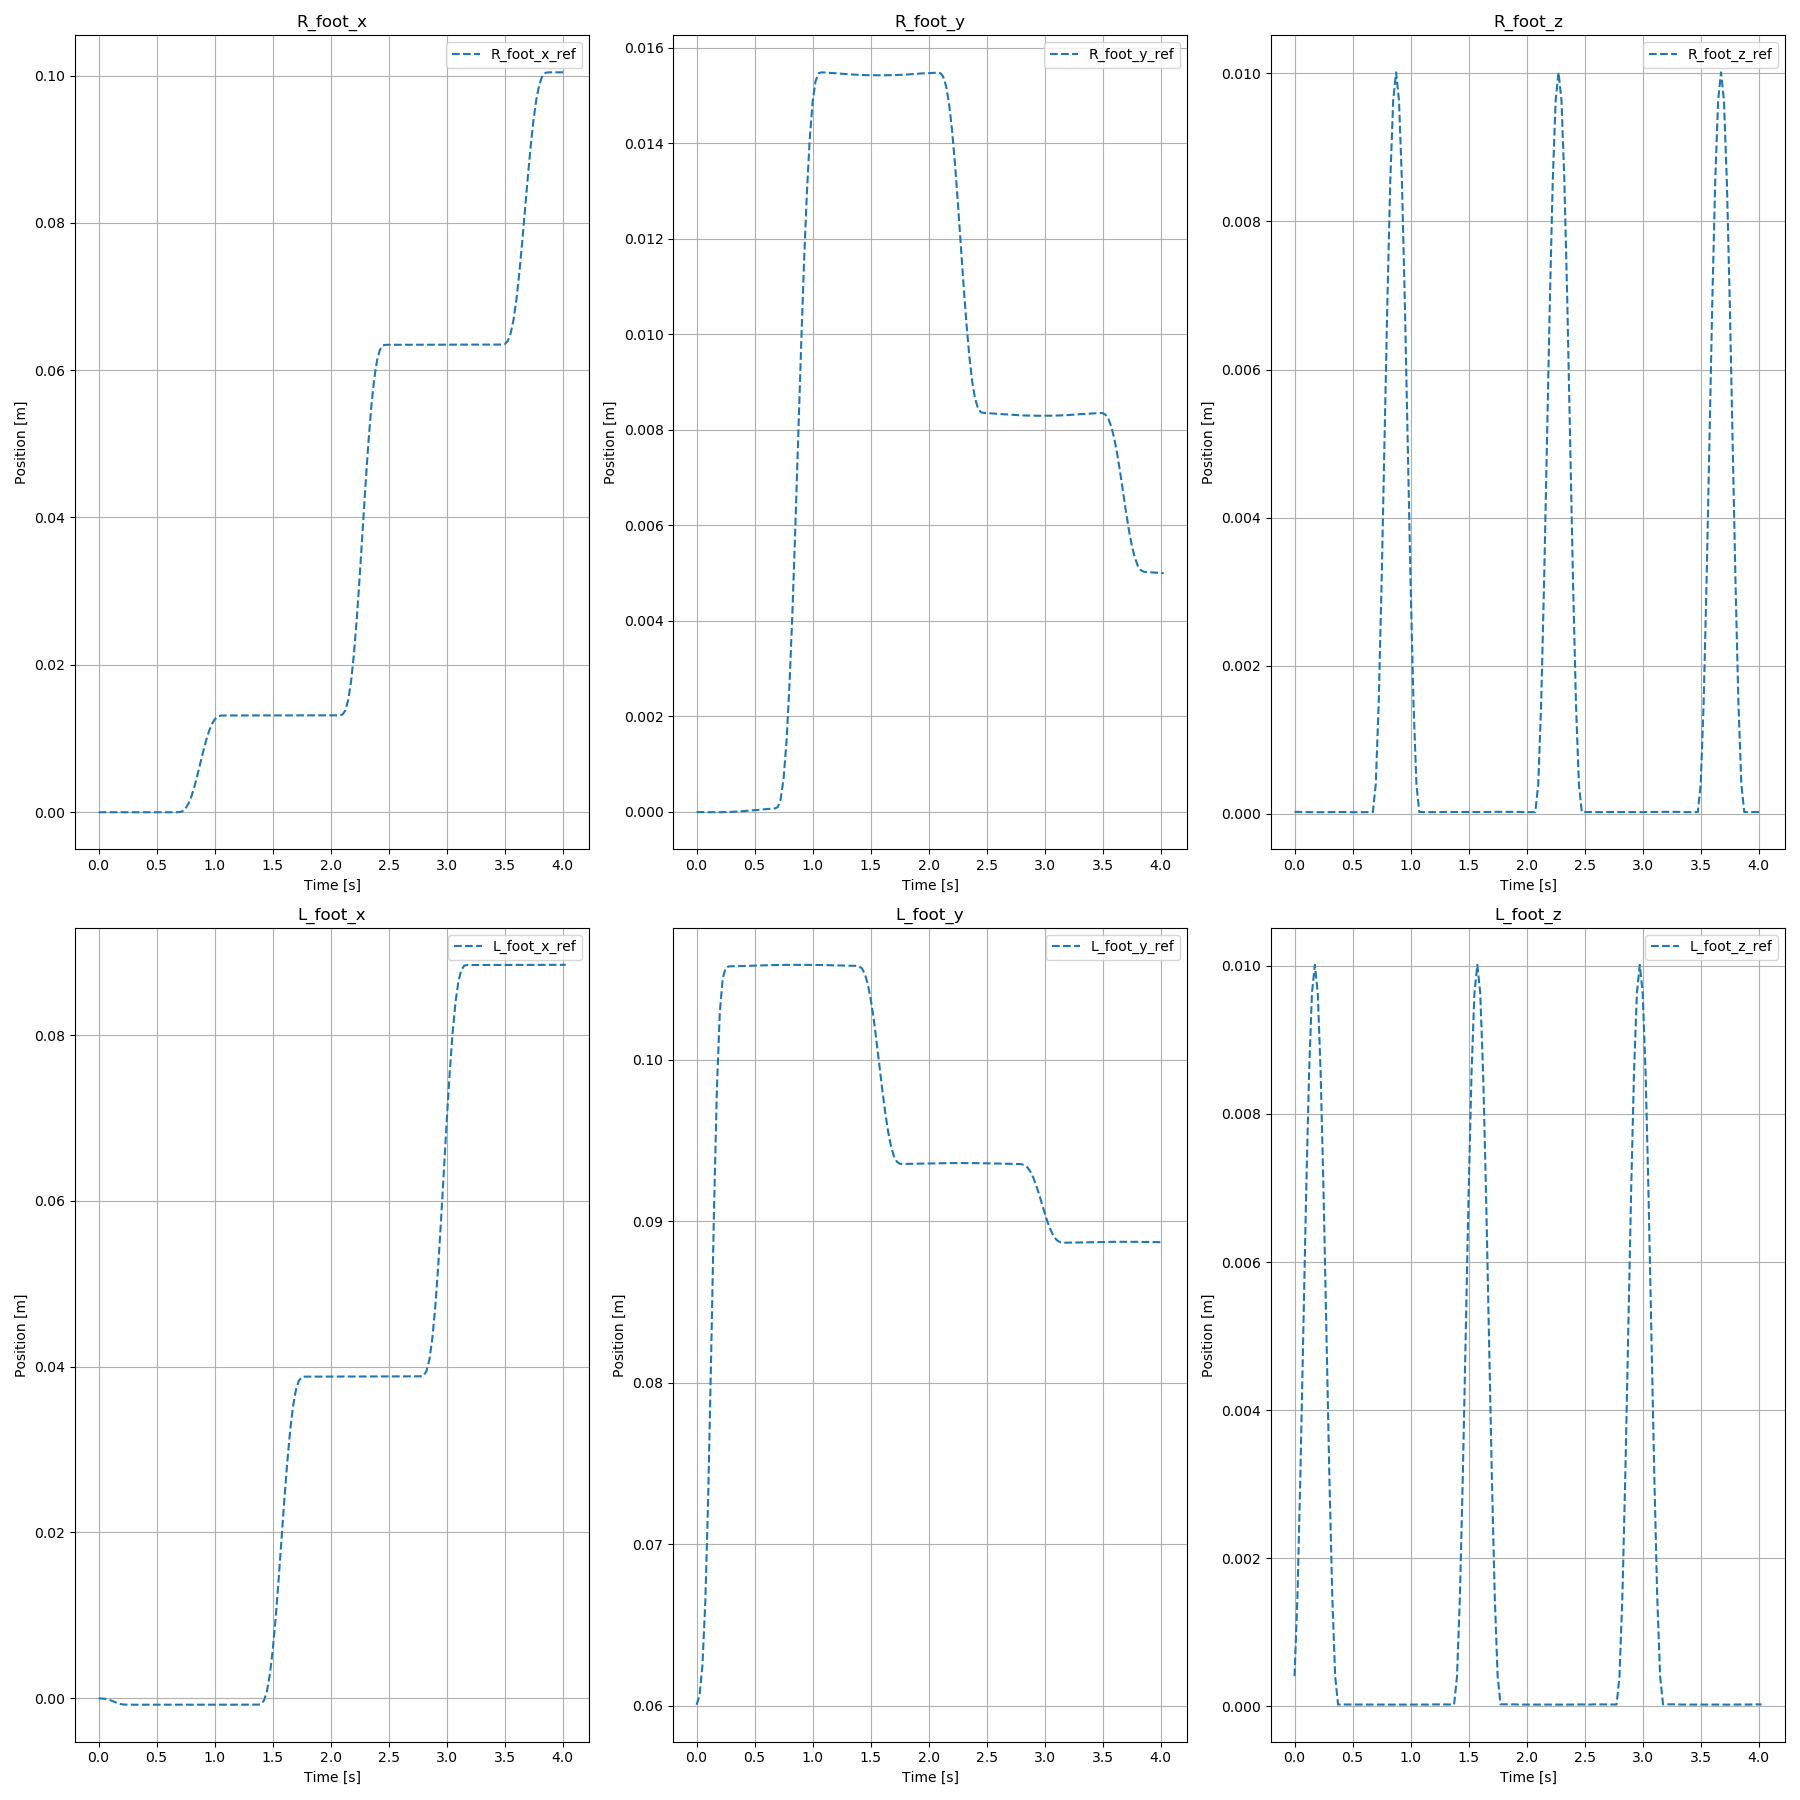 R_foot_x
R_foot_x_ref
0.10
0.08
0.06
0.04
0.02
0.00
Position [m]
0.0 0.5 1.0 1.5 2.0 2.5 3.0 3.5 4.0
Time [s]
R_foot_y
R_foot_y_ref
0.016
0.014
0.012
0.010
0.008
0.006
0.004
0.002
0.000
Position [m]
0.0 0.5 1.0 1.5 2.0 2.5 3.0 3.5 4.0
Time [s]
R_foot_z
R_foot_z_ref
0.010
0.008
0.006
0.004
0.002
0.000
Position [m]
0.0 0.5 1.0 1.5 2.0 2.5 3.0 3.5 4.0
Time [s]
L_foot_x
L_foot_x_ref
0.08
0.06
0.04
0.02
0.00
Position [m]
0.0 0.5 1.0 1.5 2.0 2.5 3.0 3.5 4.0
Time [s]
L_foot_y
L_foot_y_ref
0.10
0.09
0.08
0.07
0.06
Position [m]
0.0 0.5 1.0 1.5 2.0 2.5 3.0 3.5 4.0
Time [s]
L_foot_z
L_foot_z_ref
0.010
0.008
0.006
0.004
0.002
0.000
Position [m]
0.0 0.5 1.0 1.5 2.0 2.5 3.0 3.5 4.0
Time [s]